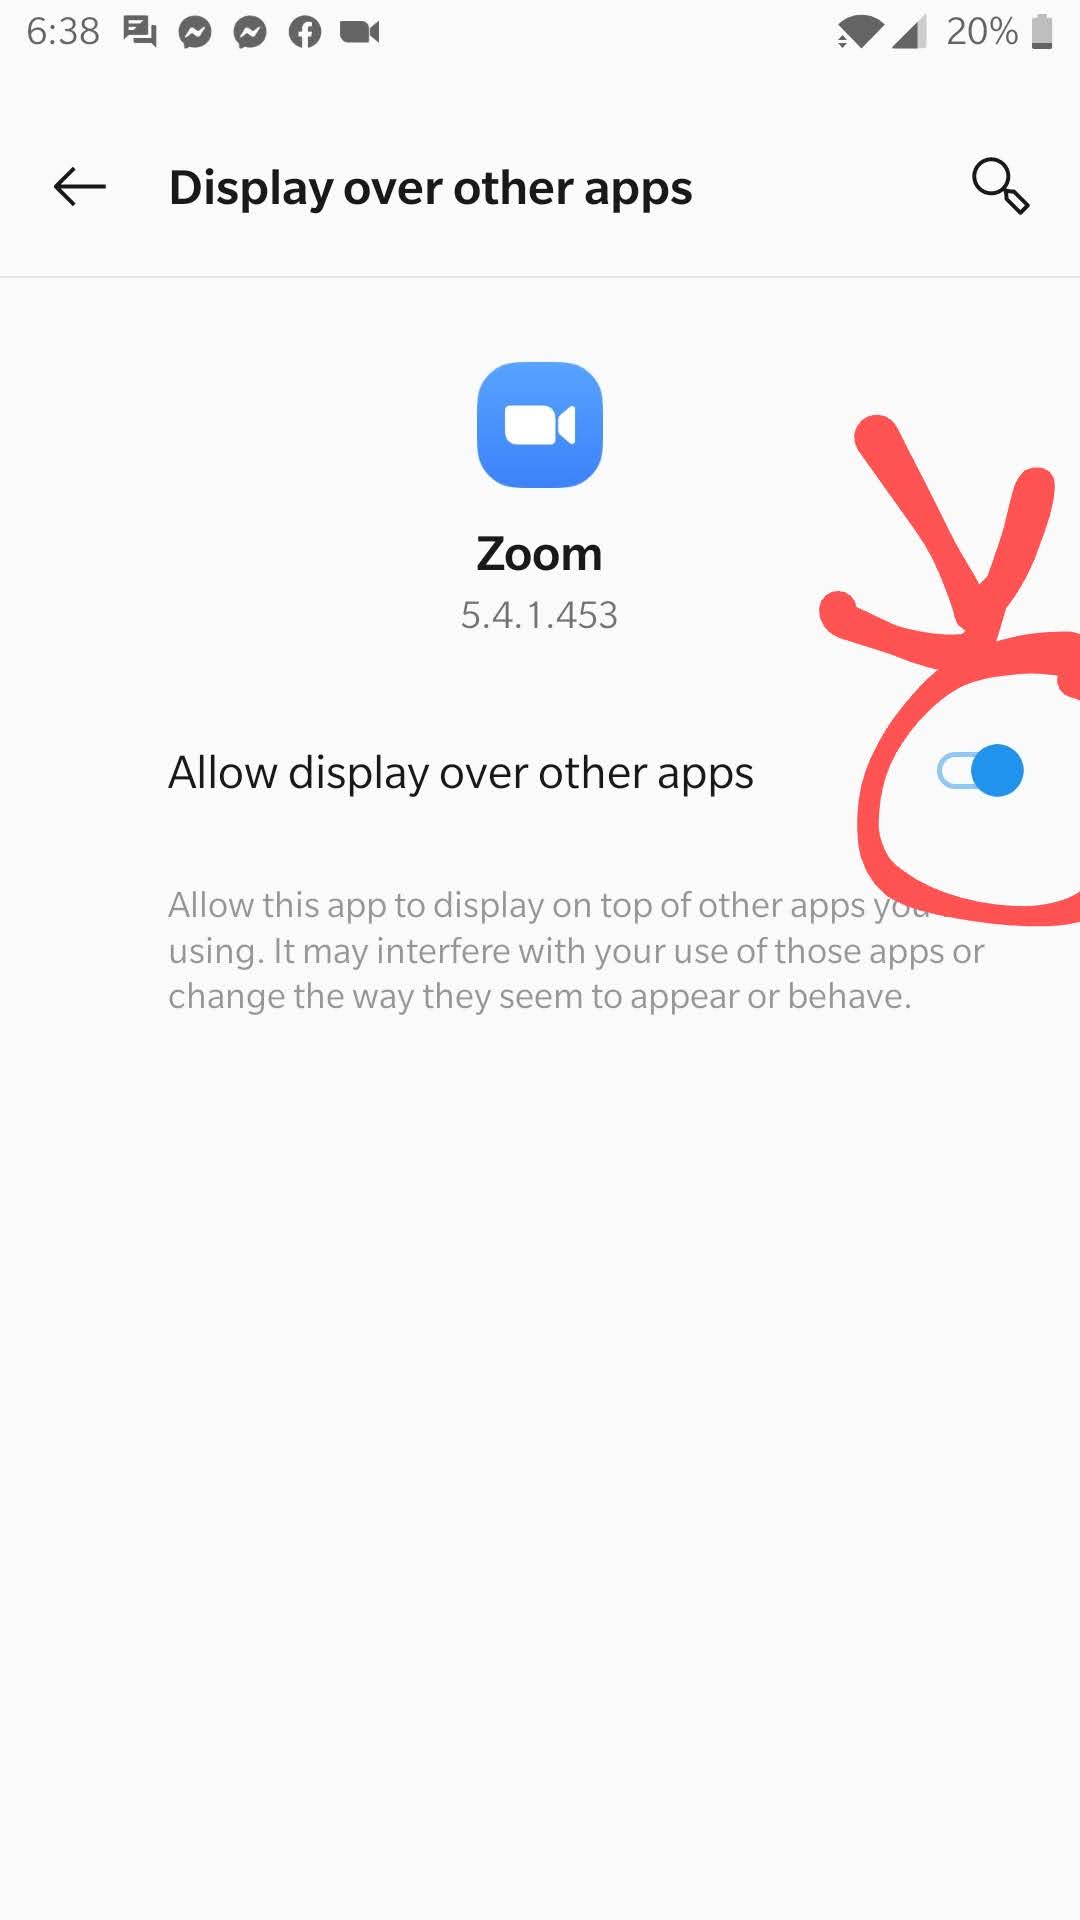 6:38
20%
Display over other apps
Zoom
5.4.1.453
Allow display over other apps
Allow this app to display on top of other apps
using. It may interfere with your use of those apps or
change the way they seem to appear or behave.